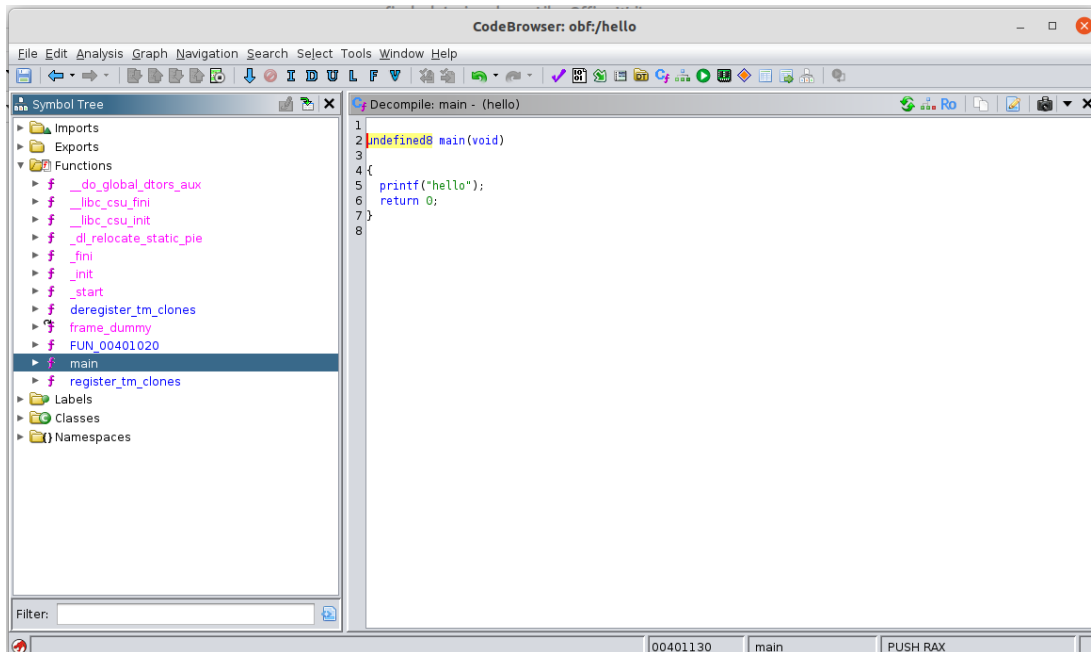 CodeBrowser: obf:/hello
File Edit Analysis Graph Navigation Search Select Tools Window Help
I D U L F V
Symbol Tree
Imports
Exports
Functions
f __do_global_dtors_aux
f __libc_csu_fini
f __libc_csu_init
f _dl_relocate_static_pie
f _fini
f _init
f _start
f deregister_tm_clones
f frame_dummy
f FUN_00401020
f main
f register_tm_clones
Labels
Classes
Namespaces
Filter:
Decompile: main - (hello)
Ro
1
2 undefined8 main(void)
3
4 {
5 printf("hello");
6 return 0;
7 }
8
00401130 main PUSH RAX